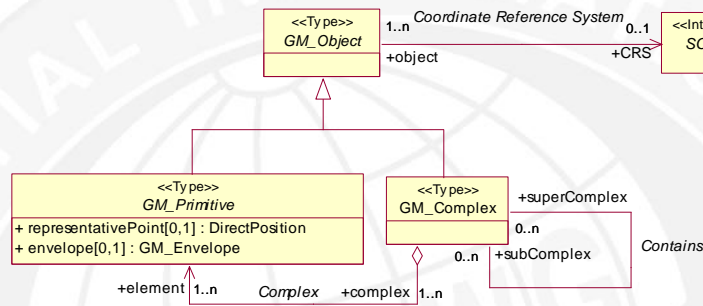 <<Type>>
GM_Object
1..n
Coordinate Reference System
0..1
+object
+CRS
<<Type>>
GM_Primitive
+ representativePoint[0,1] : DirectPosition
+ envelope[0,1] : GM_Envelope
<<Type>>
GM_Complex
+superComplex
0..n
0..n
+subComplex
Contains
+element
1..n
Complex
+complex
1..n